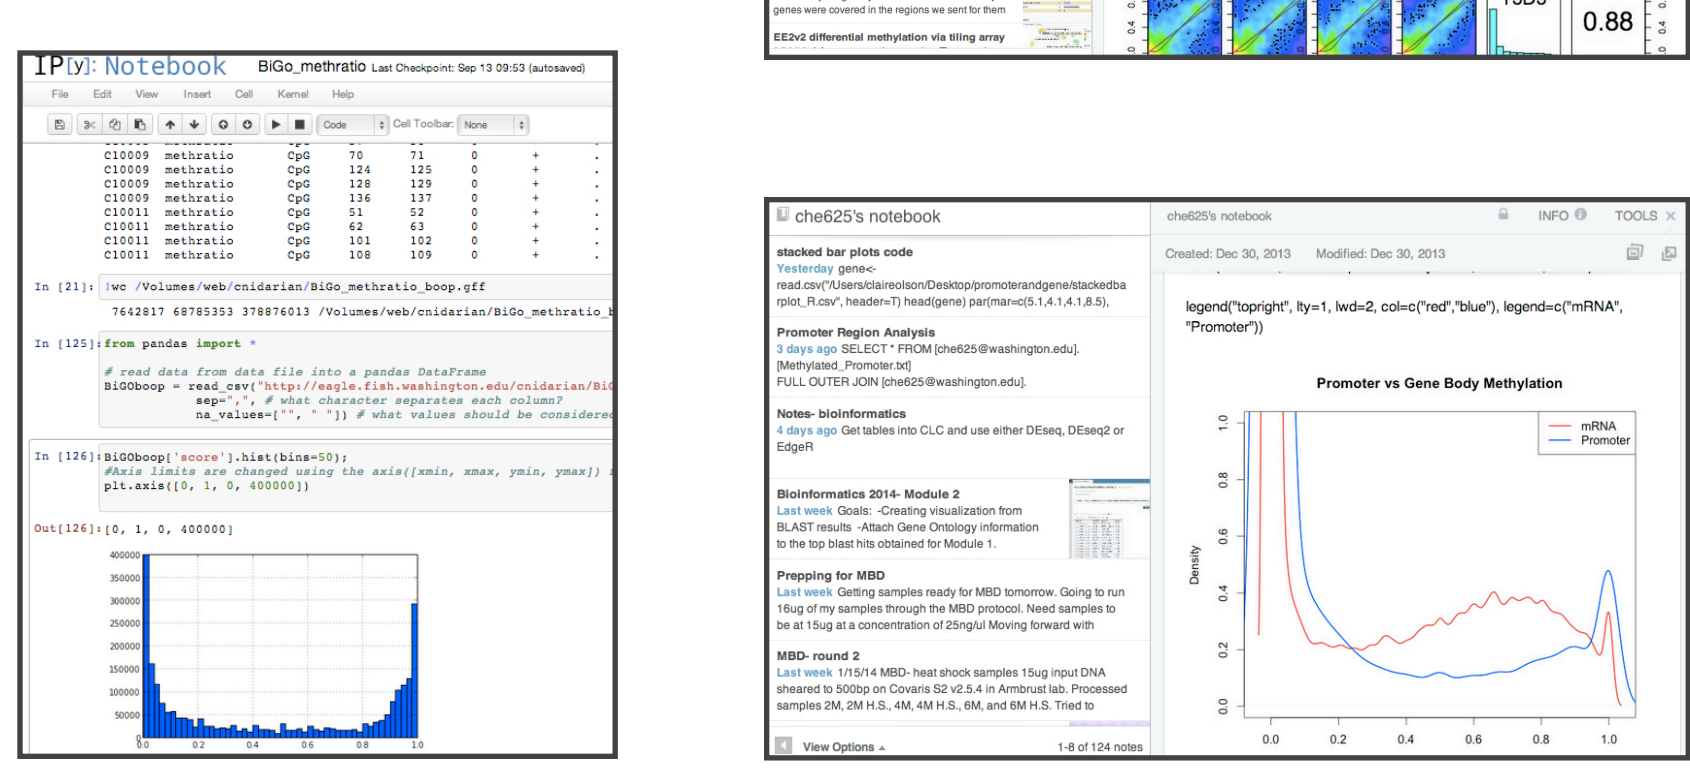 genes were covered in the regions we sent for them
EE2v2 differential methylation via tiling array
0.4
0.0
0.88
0.4
0.0
IP[y]: Notebook BiGo_methratio Last Checkpoint: Sep 13 09:53 (autosaved)
File Edit View Insert Cell Kernel Help
Code Cell Toolbar: None
C10009 methratio CpG 70 71 0 + .
C10009 methratio CpG 124 125 0 + .
C10009 methratio CpG 128 129 0 + .
C10009 methratio CpG 136 137 0 + .
C10011 methratio CpG 51 52 0 + .
C10011 methratio CpG 62 63 0 + .
C10011 methratio CpG 101 102 0 + .
C10011 methratio CpG 108 109 0 + .
In [21]: !wc /Volumes/web/cnidarian/BiGo_methratio_boop.gff
7642817 68785353 378876013 /Volumes/web/cnidarian/BiGo_methratio_b
In [125]: from pandas import *
# read data from data file into a pandas DataFrame
BiGOboop = read_csv("http://eagle.fish.washington.edu/cnidarian/BiG
sep=",", # what character separates each column?
na_values=["", " "]) # what values should be considered
In [126]: BiGOboop['score'].hist(bins=50);
#Axis limits are changed using the axis([xmin, xmax, ymin, ymax])
plt.axis([0, 1, 0, 400000])
Out[126]: [0, 1, 0, 400000]
400000
350000
300000
250000
200000
150000
100000
50000
0
0.0 0.2 0.4 0.6 0.8 1.0
che625's notebook
stacked bar plots code
Yesterday gene<-
read.csv("/Users/claireolson/Desktop/promoterandgene/stackedba
rplot_R.csv", header=T) head(gene) par(mar=c(5.1,4.1,4.1,8.5),
Promoter Region Analysis
3 days ago SELECT * FROM [che625@washington.edu].
[Methylated_Promoter.txt]
FULL OUTER JOIN [che625@washington.edu].
Notes- bioinformatics
4 days ago Get tables into CLC and use either DEseq, DEseq2 or
EdgeR
Bioinformatics 2014- Module 2
Last week Goals: -Creating visualization from
BLAST results -Attach Gene Ontology information
to the top blast hits obtained for Module 1.
Prepping for MBD
Last week Getting samples ready for MBD tomorrow. Going to run
16ug of my samples through the MBD protocol. Need samples to
be at 15ug at a concentration of 25ng/ul Moving forward with
MBD- round 2
Last week 1/15/14 MBD- heat shock samples 15ug input DNA
sheared to 500bp on Covaris S2 v2.5.4 in Armbrust lab. Processed
samples 2M, 2M H.S., 4M, 4M H.S., 6M, and 6M H.S. Tried to
View Options 1-8 of 124 notes
che625's notebook INFO TOOLS
Created: Dec 30, 2013 Modified: Dec 30, 2013
legend("topright", lty=1, lwd=2, col=c("red","blue"), legend=c("mRNA",
"Promoter"))
Promoter vs Gene Body Methylation
mRNA
Promoter
Density
1.0
0.8
0.6
0.4
0.2
0.0
0.0 0.2 0.4 0.6 0.8 1.0